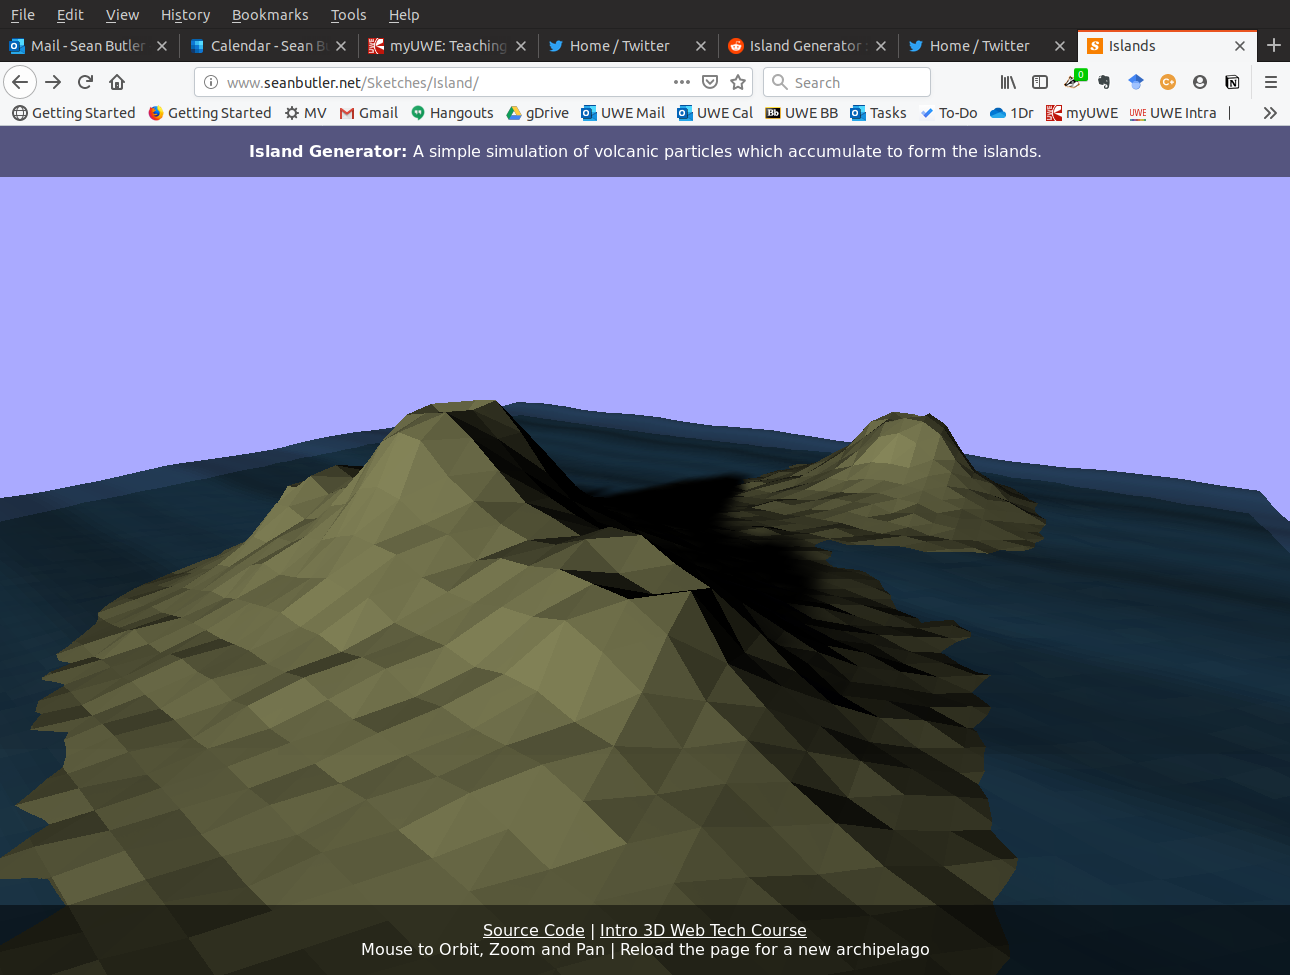 File Edit View History Bookmarks Tools Help
Mail - Sean Butler Calendar - Sean Bu myUWE: Teaching Home / Twitter Island Generator : Home / Twitter Islands
www.seanbutler.net/Sketches/Island/ Search 0
Getting Started Getting Started MV Gmail Hangouts gDrive UWE Mail UWE Cal Bb UWE BB Tasks To-Do 1Dr myUWE UWE UWE Intra
Island Generator: A simple simulation of volcanic particles which accumulate to form the islands.
Source Code | Intro 3D Web Tech Course
Mouse to Orbit, Zoom and Pan | Reload the page for a new archipelago